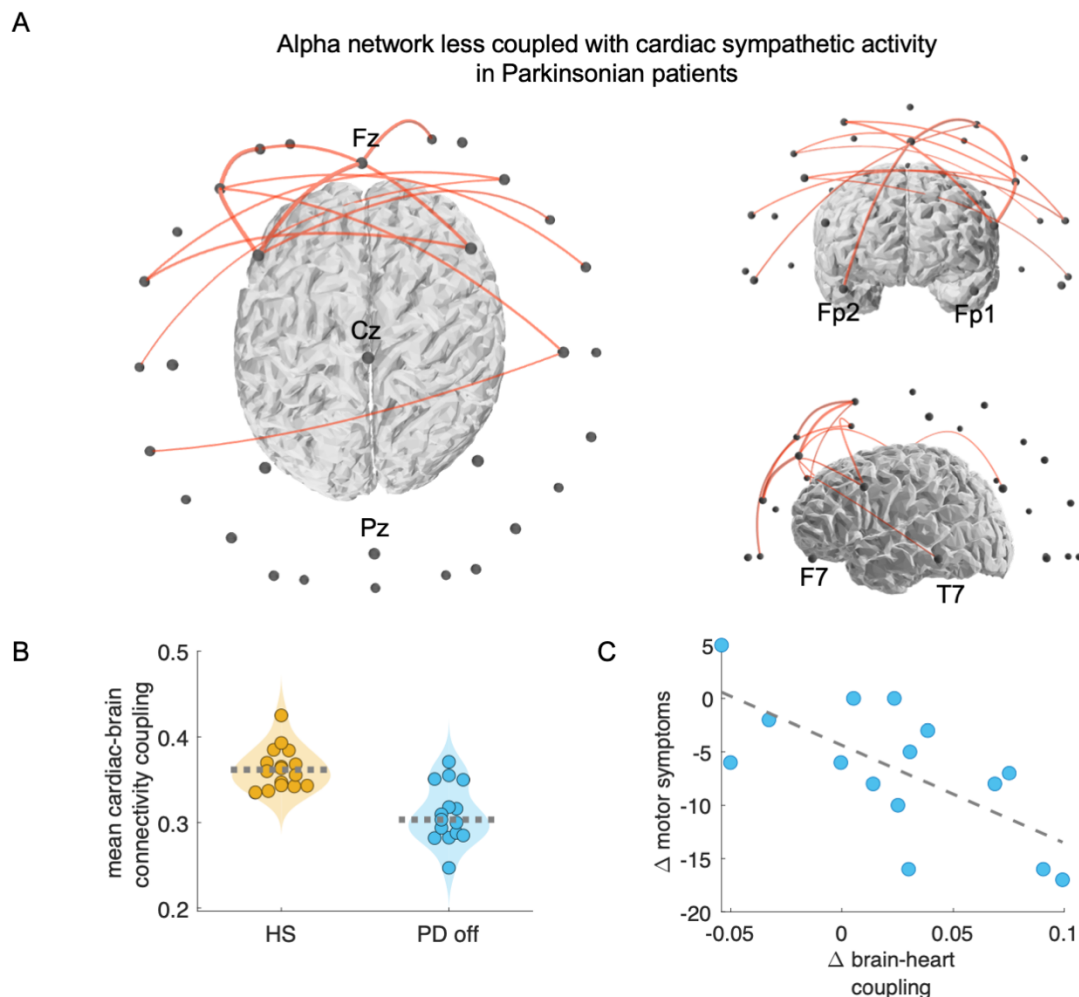 A
Alpha network less coupled with cardiac sympathetic activity
in Parkinsonian patients
Fz
Cz
Pz
Fp2
Fp1
F7
T7
B
mean cardiac-brain
connectivity coupling
0.5
0.4
0.3
0.2
HS
PD off
C
Δ motor symptoms
5
0
-5
-10
-15
-20
-0.05
0
0.05
0.1
Δ brain-heart
coupling